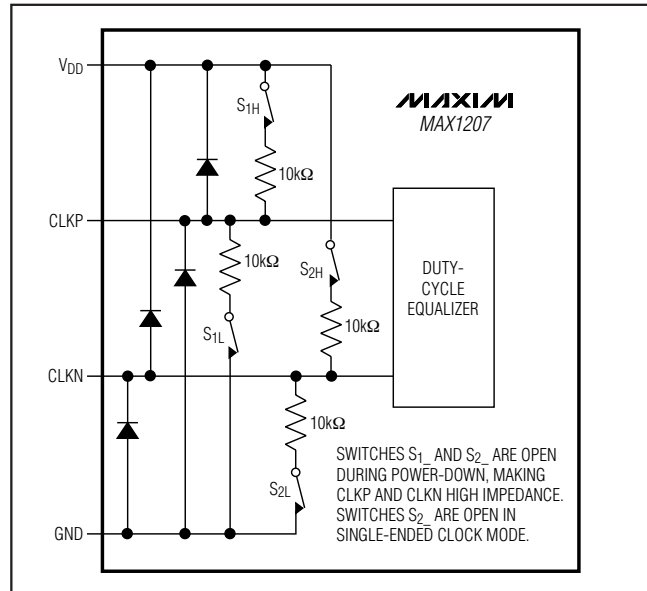 VDD
S1H
MAXIM
MAX1207
10kΩ
CLKP
10kΩ
S2H
DUTY-
CYCLE
EQUALIZER
S1L
10kΩ
CLKN
10kΩ
S2L
SWITCHES S1_ AND S2_ ARE OPEN
DURING POWER-DOWN, MAKING
CLKP AND CLKN HIGH IMPEDANCE.
SWITCHES S2_ ARE OPEN IN
SINGLE-ENDED CLOCK MODE.
GND